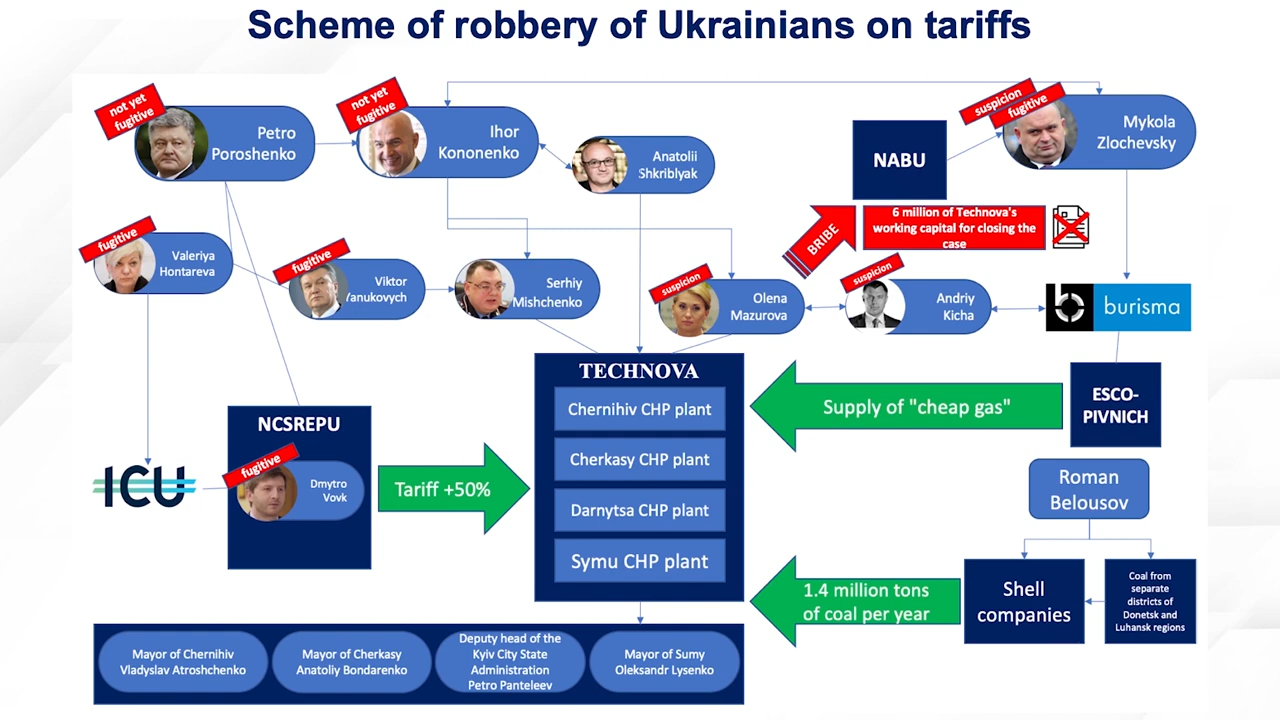 Scheme of robbery of Ukrainians on tariffs
not yet
fugitive
Petro
Poroshenko
not yet
fugitive
Ihor
Kononenko
Anatolii
Shkriblyak
NABU
suspicion
fugitive
Mykola
Zlochevsky
BRIBE
6 million of Technova's
working capital for closing the
case
fugitive
Valeriya
Hontareva
fugitive
Viktor
Yanukovych
Serhiy
Mishchenko
suspicion
Olena
Mazurova
suspicion
Andriy
Kicha
b
burisma
TECHNOVA
Chernihiv CHP plant
Cherkasy CHP plant
Darnytsa CHP plant
Symu CHP plant
Supply of "cheap gas"
ESCO-
PIVNICH
NCSREPU
ICU
fugitive
Dmytro
Vovk
Tariff +50%
Roman
Belousov
1.4 million tons
of coal per year
Shell
companies
Coal from
separate
districts of
Donetsk and
Luhansk regions
Mayor of Chernihiv
Vladyslav Atroshchenko
Mayor of Cherkasy
Anatoliy Bondarenko
Deputy head of the
Kyiv City State
Administration
Petro Panteleev
Mayor of Sumy
Oleksandr Lysenko